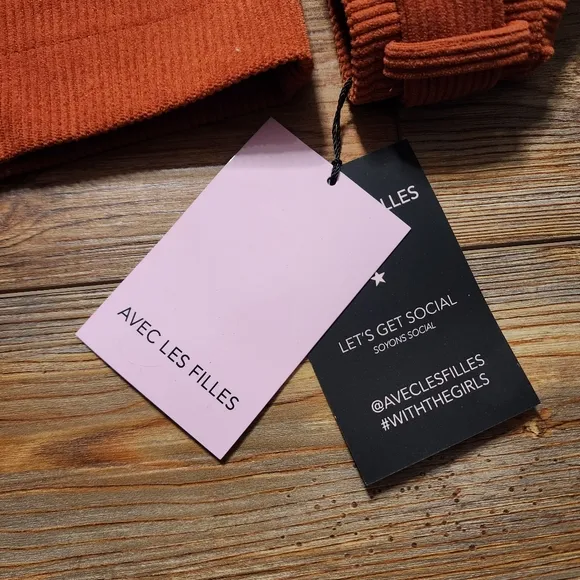 AVEC LES FILLES
LLES
LET'S GET SOCIAL
SOYONS SOCIAL
@AVECLESFILLES
#WITHTHEGIRLS